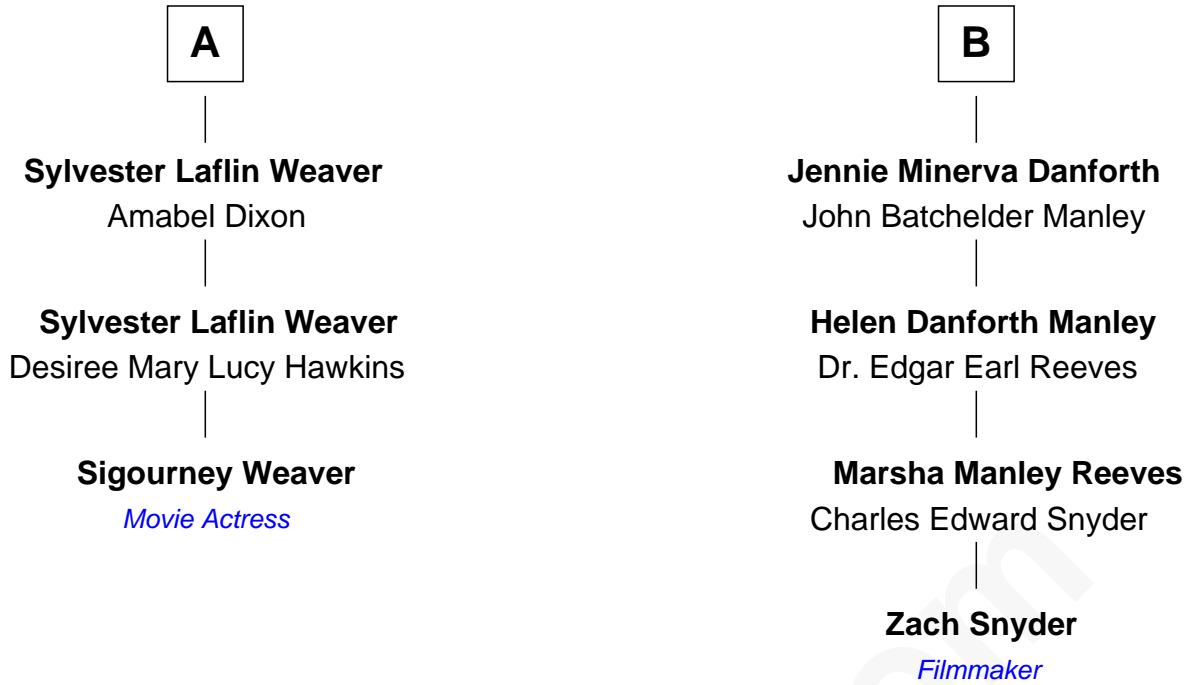 A
Sylvester Laflin Weaver
Amabel Dixon
Sylvester Laflin Weaver
Desiree Mary Lucy Hawkins
Sigourney Weaver
Movie Actress
B
Jennie Minerva Danforth
John Batchelder Manley
Helen Danforth Manley
Dr. Edgar Earl Reeves
Marsha Manley Reeves
Charles Edward Snyder
Zach Snyder
Filmmaker
om